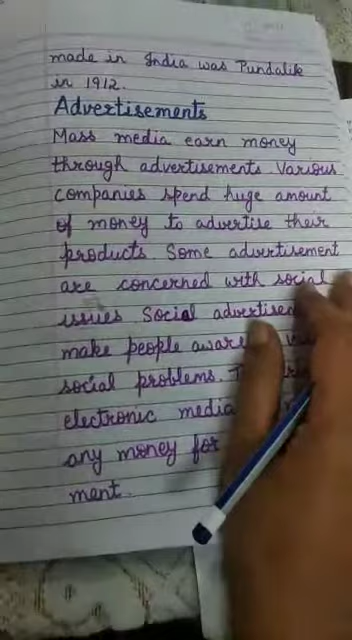 made in India was Pundalik
in 1912.
Advertisements
Mass media earn money
through advertisements Various
companies spend huge amount
of money to advertise their
products. Some advertisement
are concerned with social
issues Social
make people aware
social problems.
electronic media
any money for
ment.